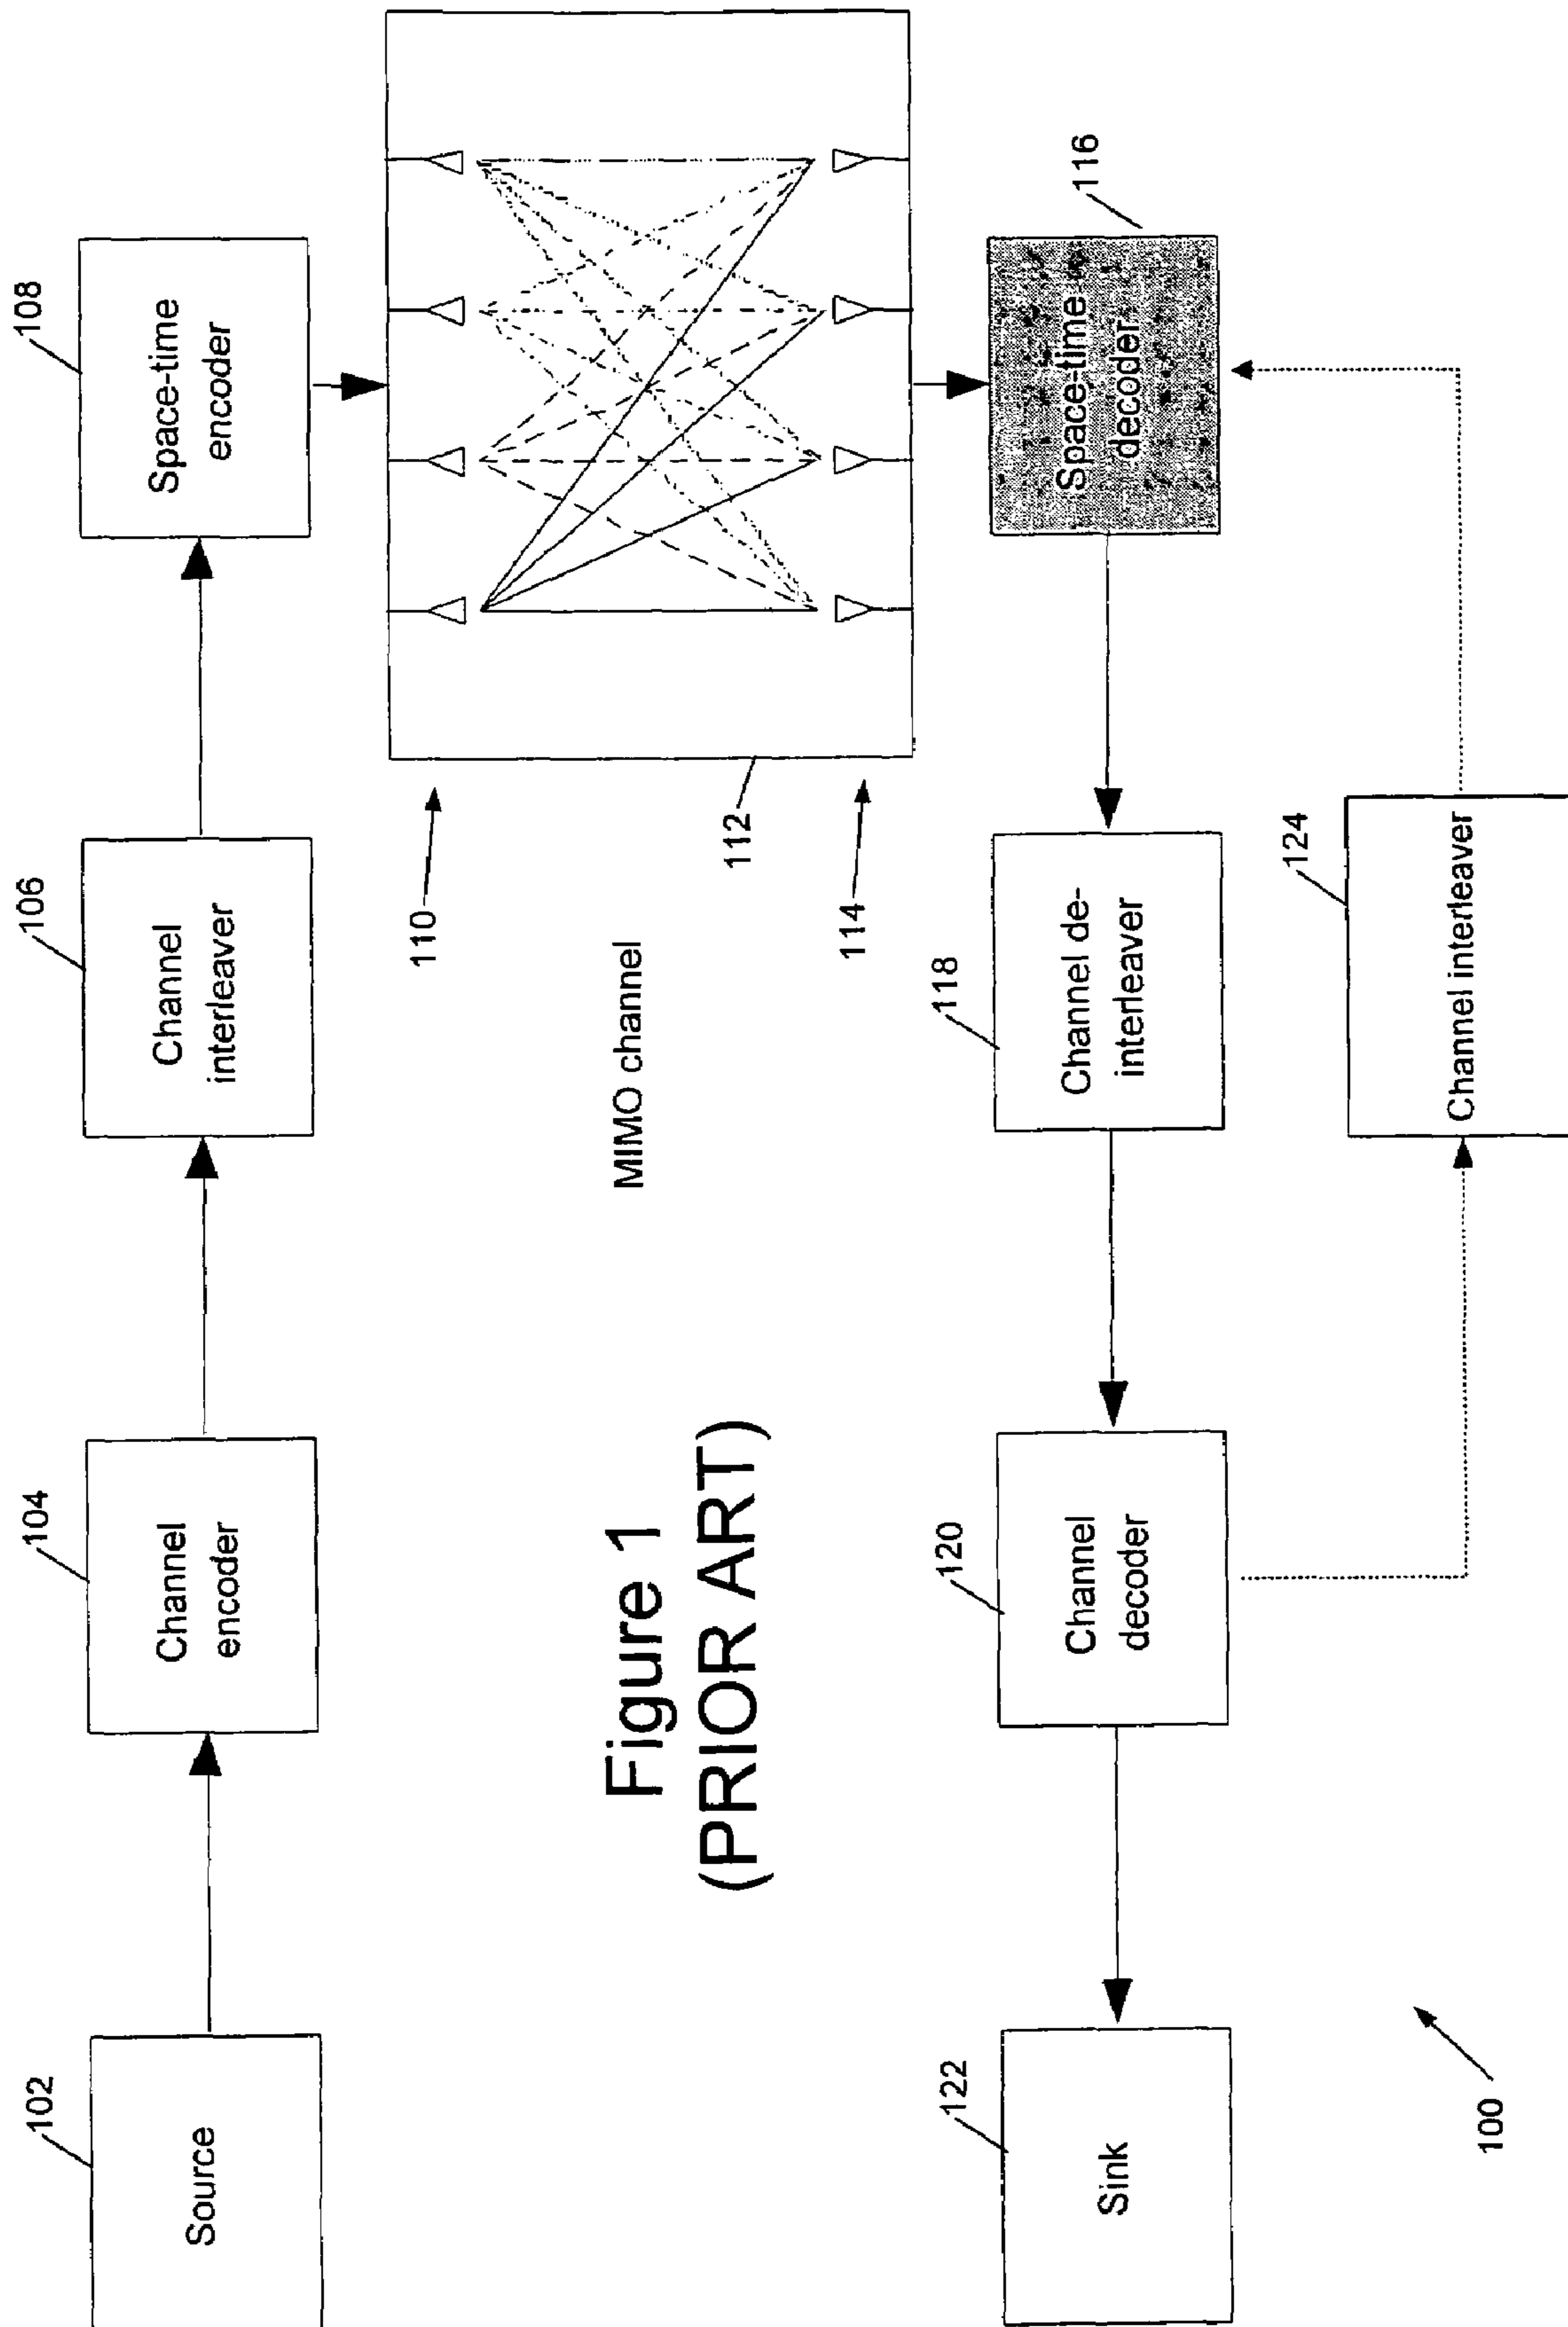 102
Source
104
Channel
encoder
106
Channel
interleaver
108
Space-time
encoder
110
MIMO channel
112
114
Figure 1
(PRIOR ART)
122
Sink
120
Channel
decoder
118
Channel de-
interleaver
116
Space-time
decoder
124
Channel interleaver
100